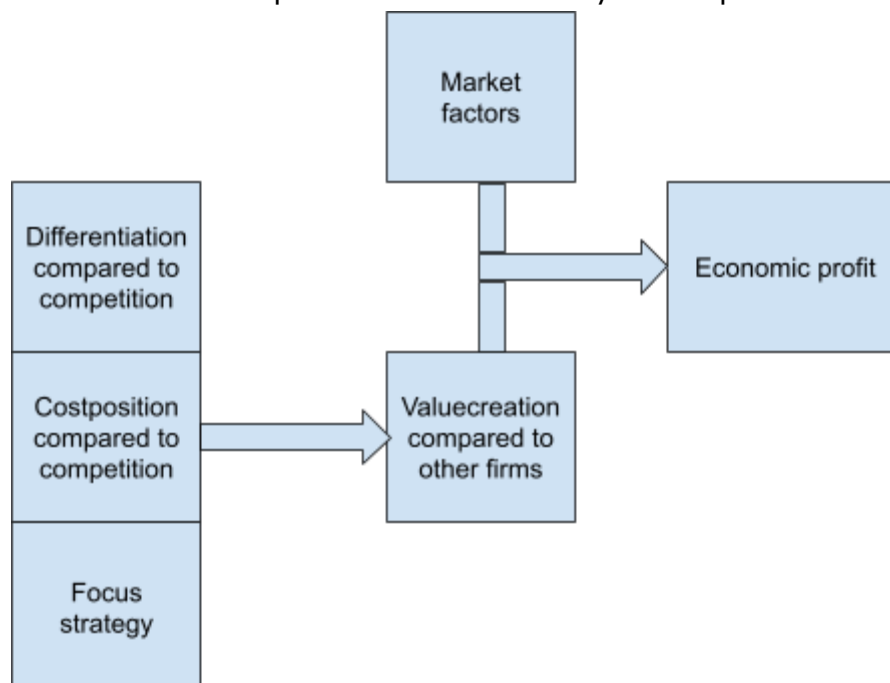 Market
factors
Differentiation
compared to
competition
Economic profit
Costposition
compared to
competition
Valuecreation
compared to
other firms
Focus
strategy